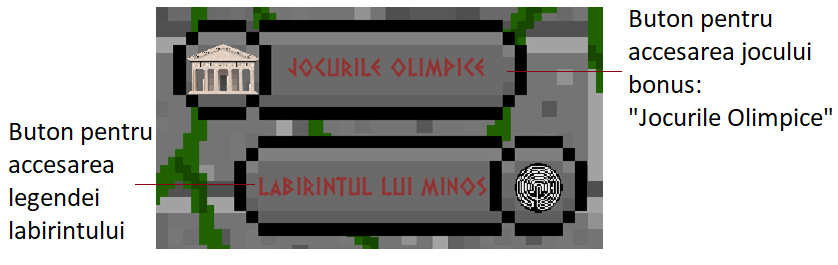 Buton pentru
accesarea jocului
bonus:
"Jocurile Olimpice"
JOCURILE OLIMPICE
Buton pentru
accesarea
legendei
labirintului
LABIRINTUL LUI MINOS